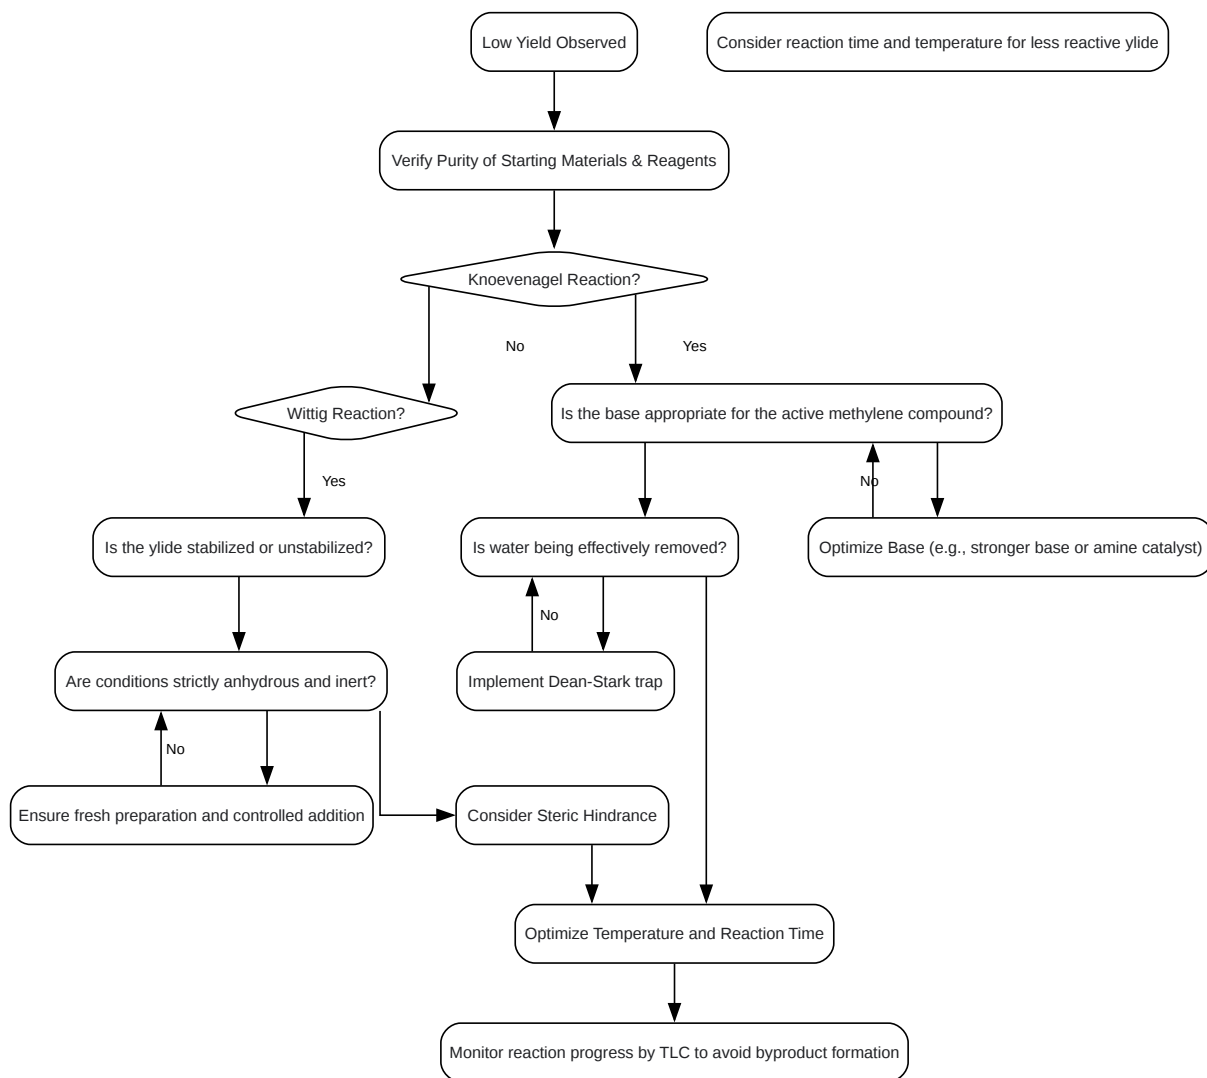 Low Yield Observed
Consider reaction time and temperature for less reactive ylide
Verify Purity of Starting Materials & Reagents
Knoevenagel Reaction?
No
Yes
Wittig Reaction?
Is the base appropriate for the active methylene compound?
Yes
No
Is the ylide stabilized or unstabilized?
Is water being effectively removed?
Optimize Base (e.g., stronger base or amine catalyst)
No
Are conditions strictly anhydrous and inert?
Implement Dean-Stark trap
No
Ensure fresh preparation and controlled addition
Consider Steric Hindrance
Optimize Temperature and Reaction Time
Monitor reaction progress by TLC to avoid byproduct formation